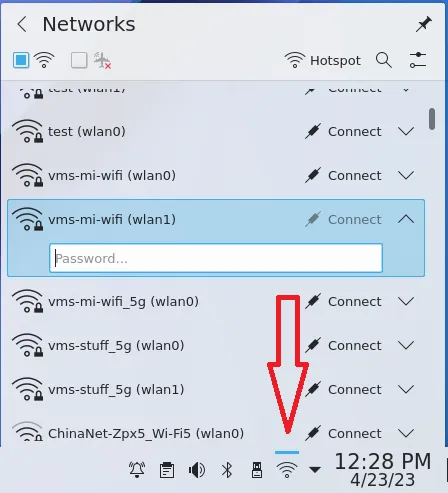 Networks
Hotspot
test (wlan1) Connect
test (wlan0) Connect
vms-mi-wifi (wlan0) Connect
vms-mi-wifi (wlan1) Connect
Password...
vms-mi-wifi_5g (wlan0) Connect
vms-stuff_5g (wlan0) Connect
vms-stuff_5g (wlan1) Connect
ChinaNet-Zpx5_Wi-Fi5 (wlan0) Connect
12:28 PM
4/23/23